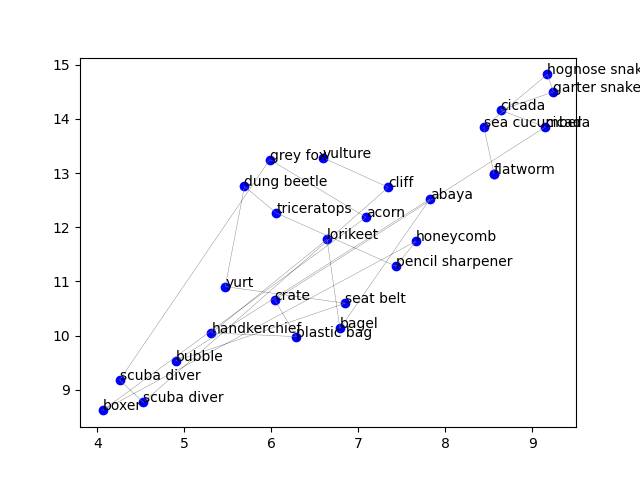 15
hognose snak
garter snake
14
cicada
sea cucumber
cicada
grey fox
vulture
13
flatworm
dung beetle
cliff
abaya
triceratops
acorn
12
lorikeet
honeycomb
pencil sharpener
11
yurt
crate
seat belt
handkerchief
bagel
plastic bag
10
bubble
scuba diver
9
scuba diver
boxer
4 5 6 7 8 9